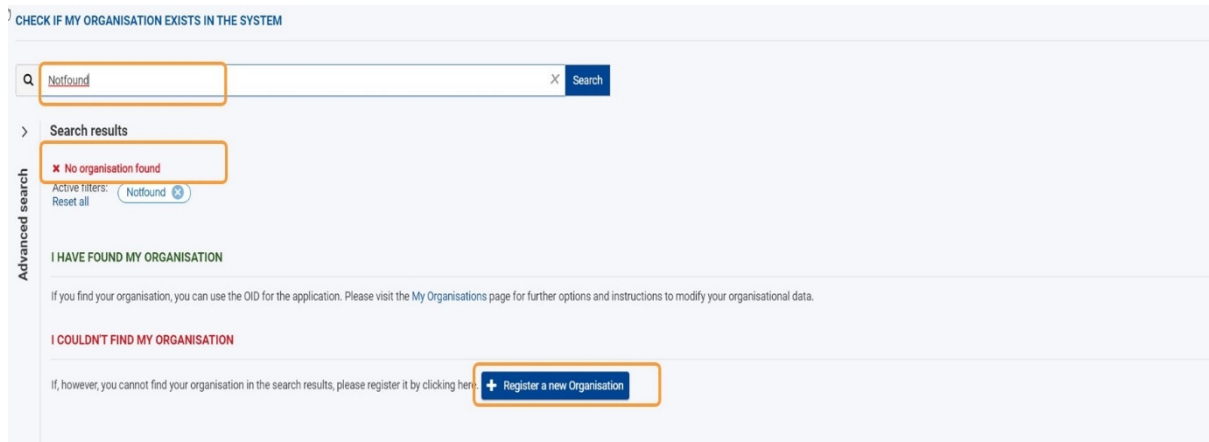 CHECK IF MY ORGANISATION EXISTS IN THE SYSTEM
Notfound X Search
Search results
✖ No organisation found
Active filters: Notfound
Reset all
Advanced search
I HAVE FOUND MY ORGANISATION
If you find your organisation, you can use the OID for the application. Please visit the My Organisations page for further options and instructions to modify your organisational data.
I COULDN'T FIND MY ORGANISATION
If, however, you cannot find your organisation in the search results, please register it by clicking here. + Register a new Organisation